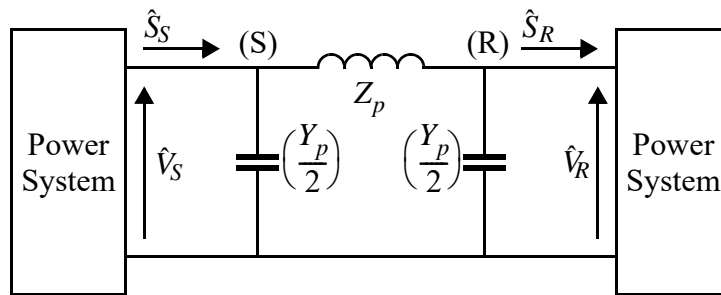 Ŝ_S
(S)
(R)
Ŝ_R
Power
System
V̂_S
Z_p
(Y_p/2)
(Y_p/2)
V̂_R
Power
System